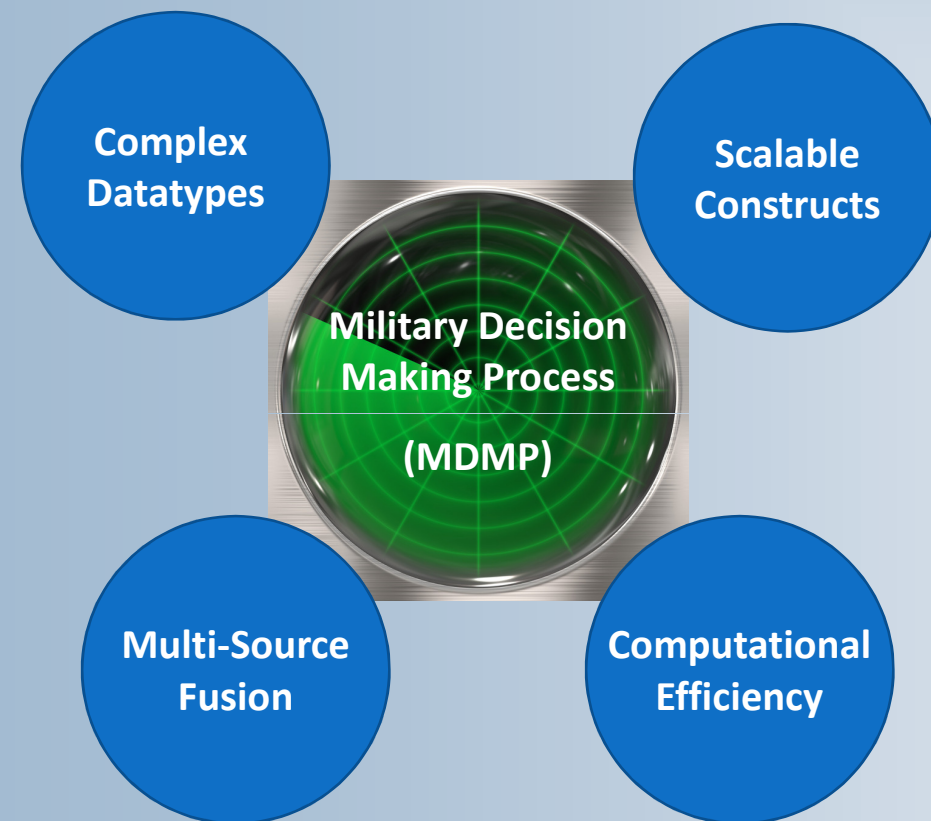 Complex
Datatypes
Scalable
Constructs
Military Decision
Making Process
(MDMP)
Multi-Source
Fusion
Computational
Efficiency